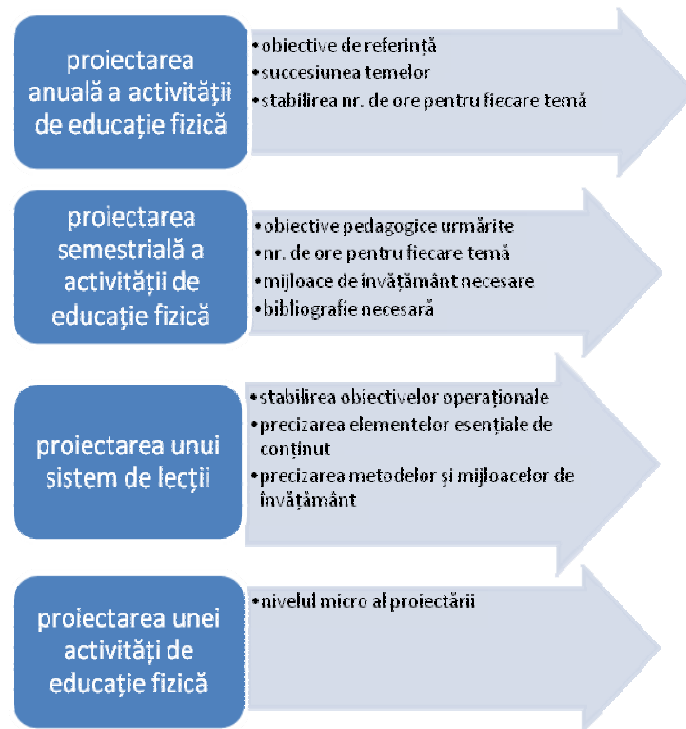 proiectarea
anuală a activității
de educație fizică
• obiective de referință
• succesiunea temelor
• stabilirea nr. de ore pentru fiecare temă
proiectarea
semestrială a
activității de
educație fizică
• obiective pedagogice urmărite
• nr. de ore pentru fiecare temă
• mijloace de învățământ necesare
• bibliografie necesară
proiectarea unui
sistem de lecții
• stabilirea obiectivelor operaționale
• precizarea elementelor esențiale de
conținut
• precizarea metodelor și mijloacelor de
învățământ
proiectarea unei
activități de
educație fizică
• nivelul micro al proiectării